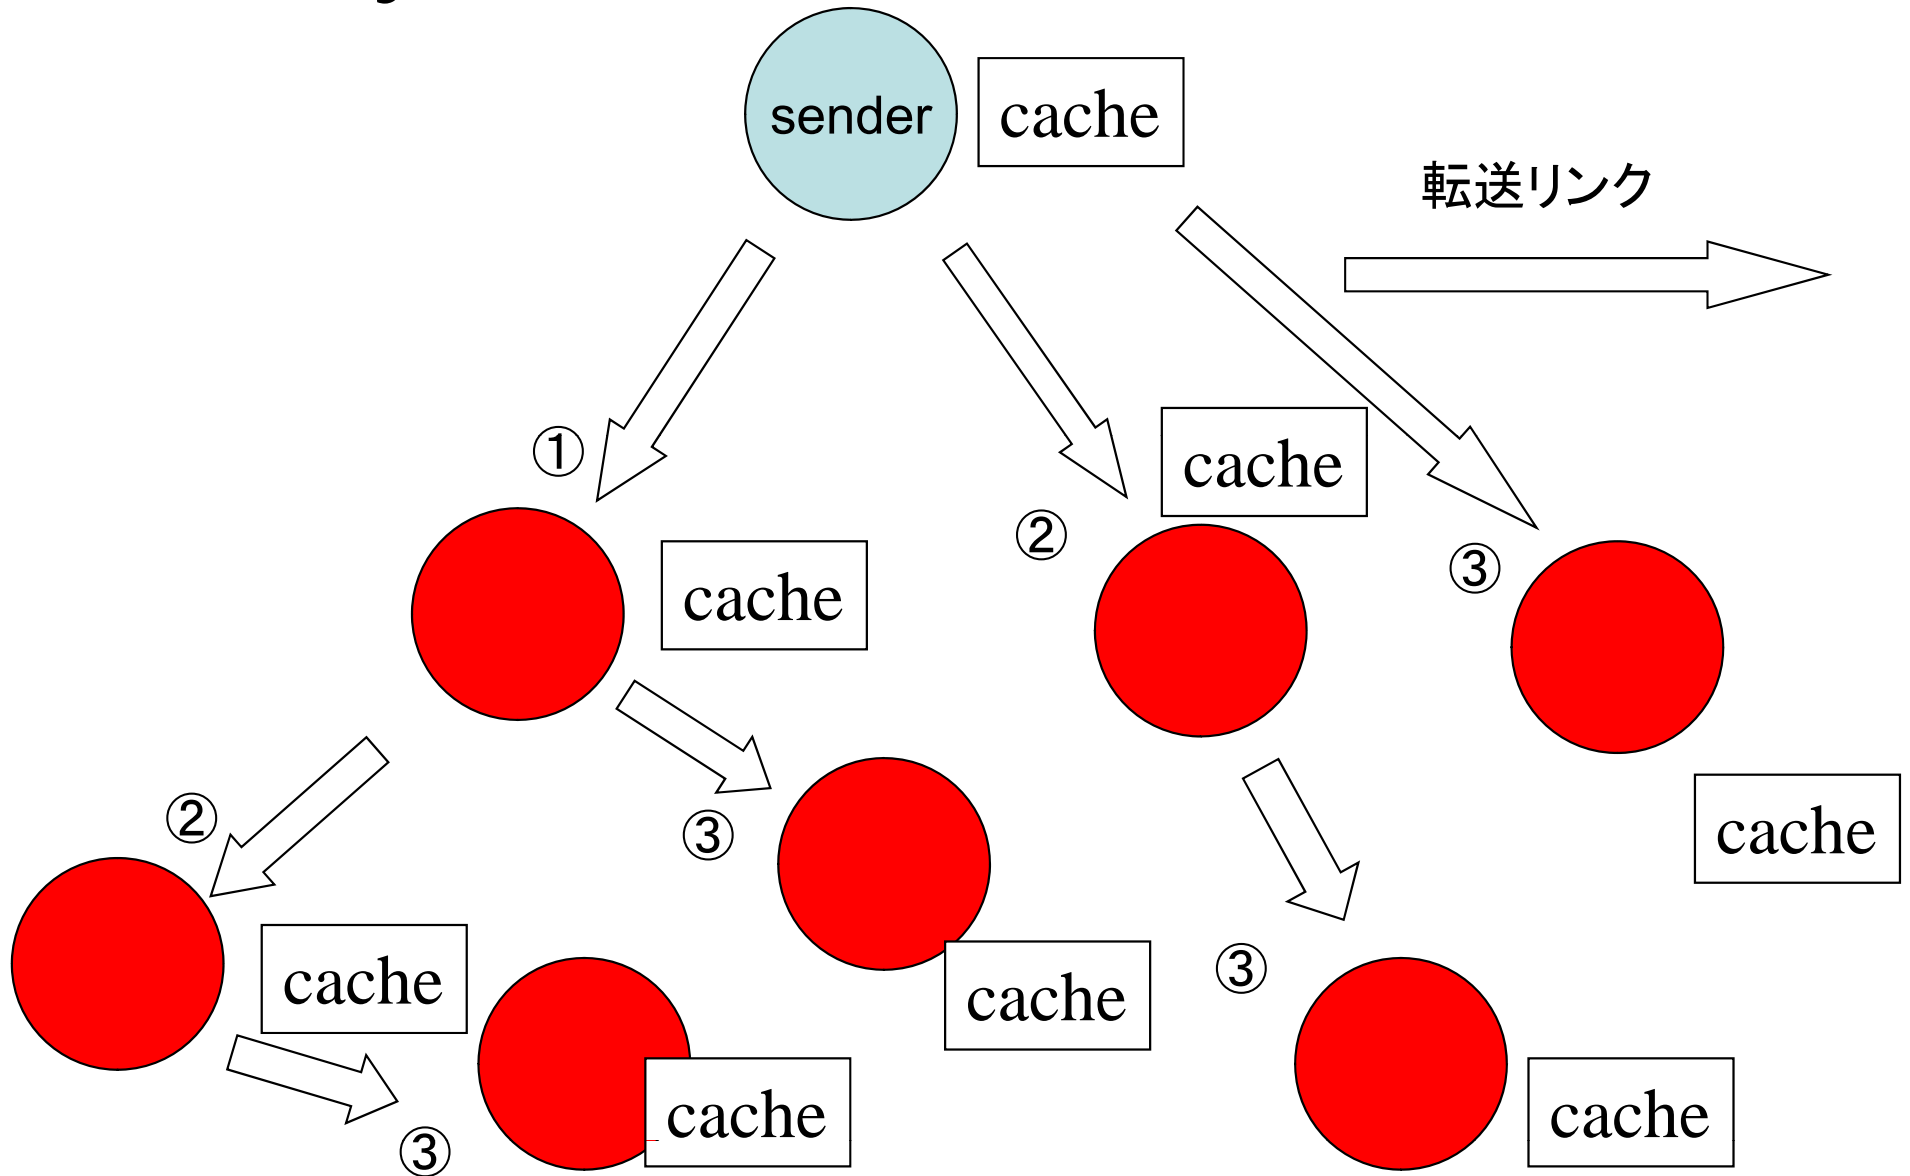 sender
cache
転送リンク
①
cache
②
cache
③
cache
②
③
cache
cache
③
cache
③
cache
cache